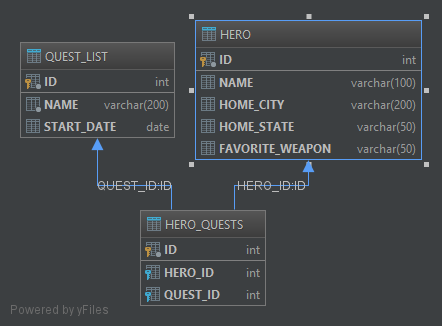 QUEST_LIST
ID int
NAME varchar(200)
START_DATE date
HERO
ID int
NAME varchar(100)
HOME_CITY varchar(200)
HOME_STATE varchar(50)
FAVORITE_WEAPON varchar(50)
QUEST_ID:ID
HERO_ID:ID
HERO_QUESTS
ID int
HERO_ID int
QUEST_ID int
Powered by yFiles